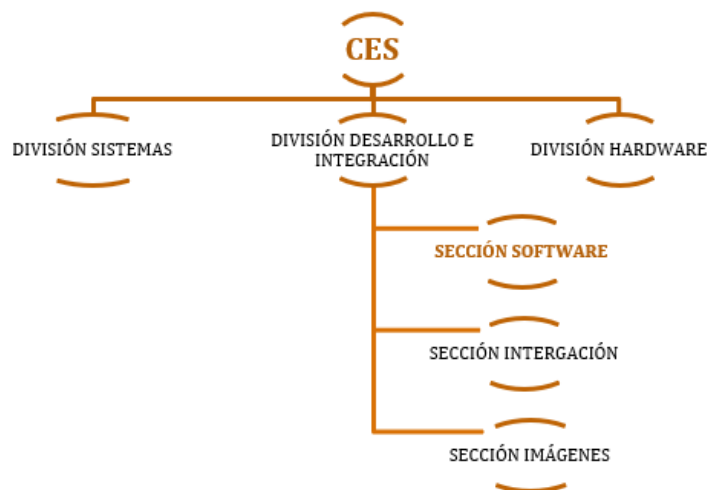 CES
DIVISIÓN SISTEMAS
DIVISIÓN DESARROLLO E
INTEGRACIÓN
DIVISIÓN HARDWARE
SECCIÓN SOFTWARE
SECCIÓN INTERGACIÓN
SECCIÓN IMÁGENES